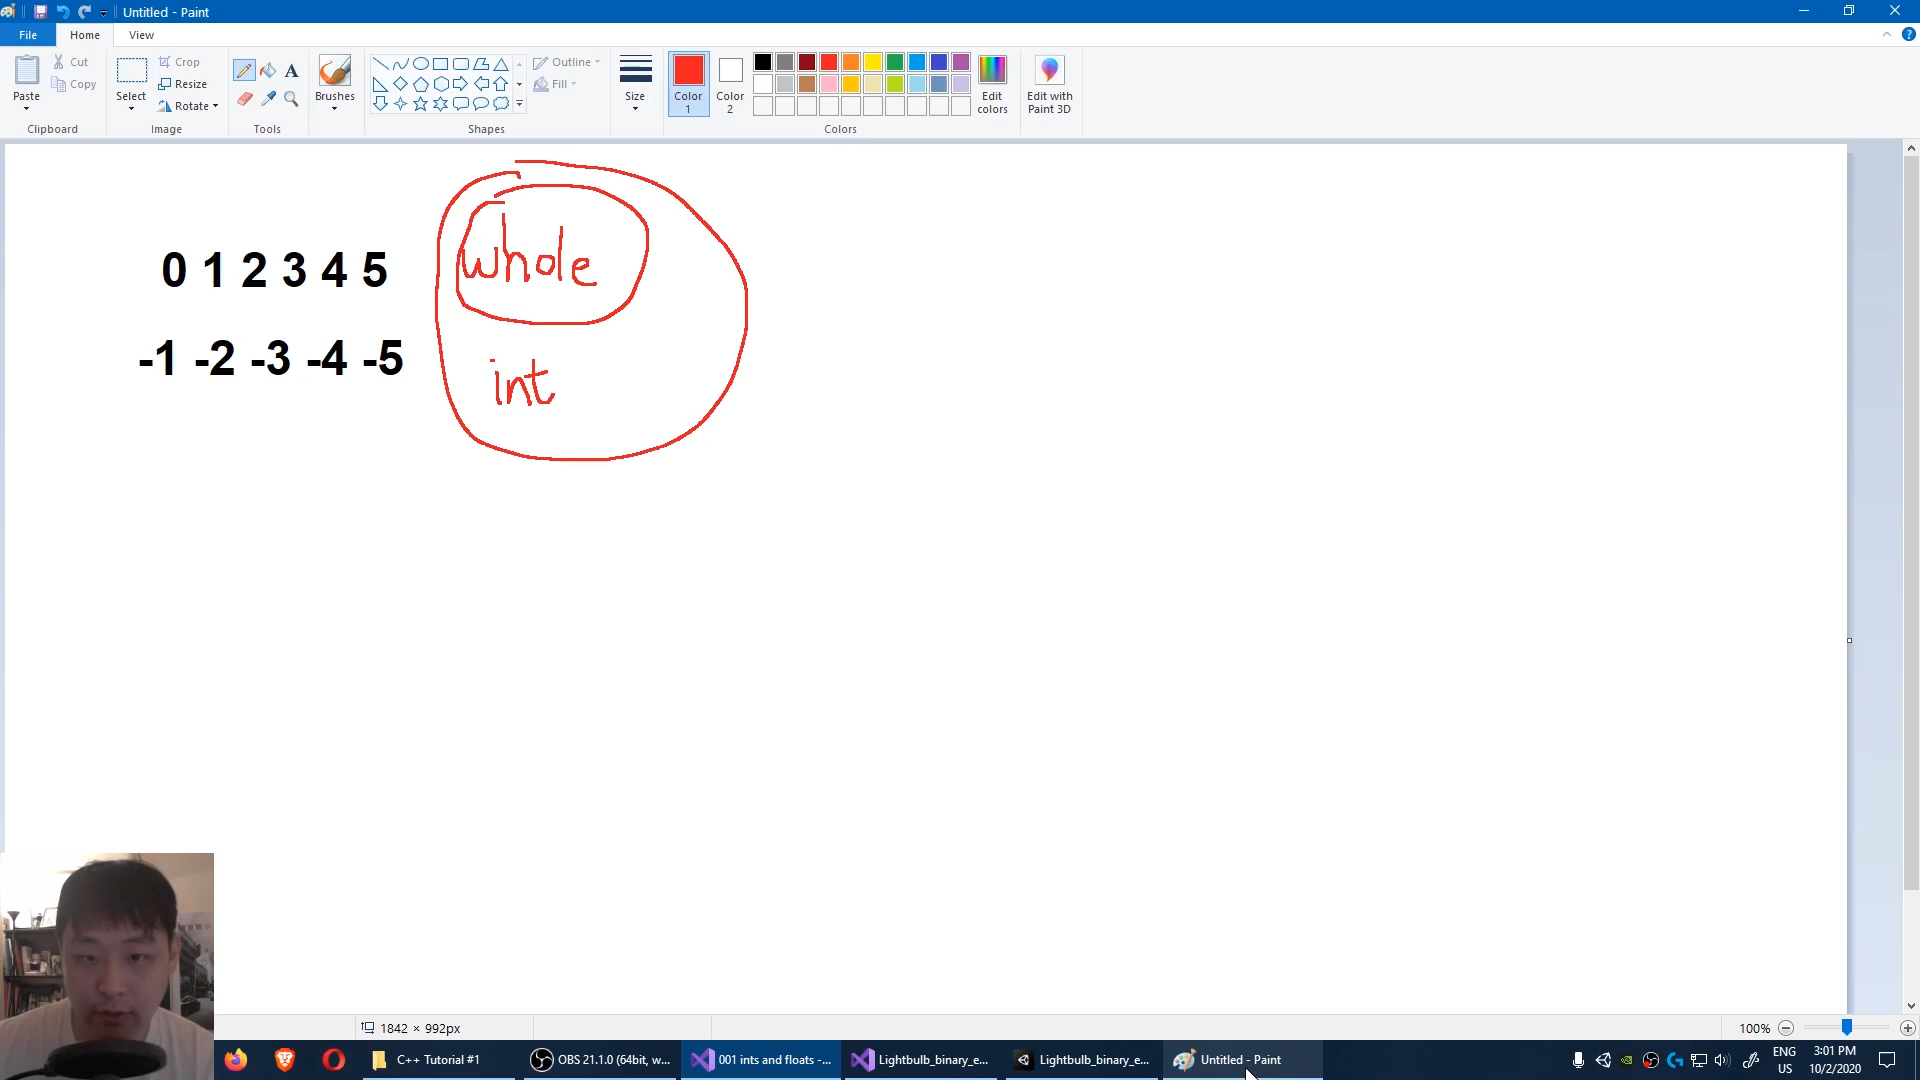 Untitled - Paint
File Home View
Paste
Cut
Copy
Clipboard
Select
Crop
Resize
Rotate
Image
A
Tools
Brushes
Shapes
Outline
Fill
Size
Color 1
Color 2
Edit colors
Colors
Edit with Paint 3D
whole
0 1 2 3 4 5
-1 -2 -3 -4 -5
int
1842 × 992px
100%
C++ Tutorial #1
OBS 21.1.0 (64bit, w...
001 ints and floats -...
Lightbulb_binary_e...
Lightbulb_binary_e...
Untitled - Paint
ENG
US
3:01 PM
10/2/2020